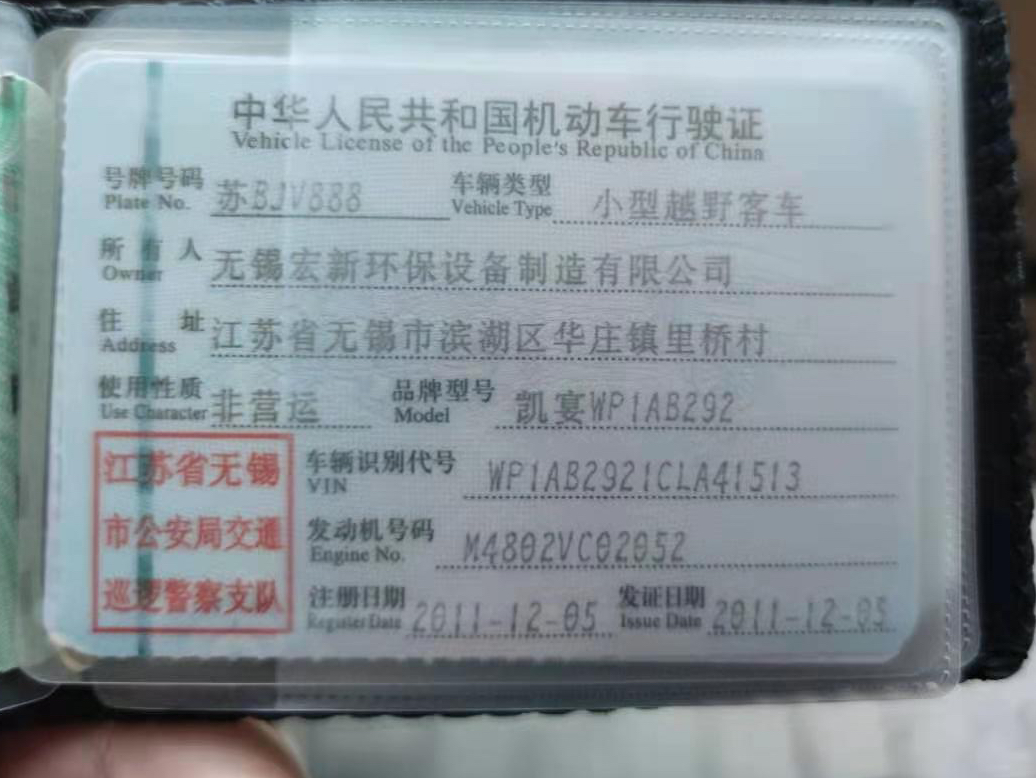 中华人民共和国机动车行驶证
Vehicle License of the People's Republic of China
号牌号码 苏BJV888 车辆类型 小型越野客车
Plate No. Vehicle Type
所有人 无锡宏新环保设备制造有限公司
Owner
住址 江苏省无锡市滨湖区华庄镇里桥村
Address
使用性质 非营运 品牌型号 凯宴WP1AB292
Use Character Model
江苏省无锡
市公安局交通
巡逻警察支队
车辆识别代号 WP1AB2921CLA41513
VIN
发动机号码 M4802VC02052
Engine No.
注册日期 2011-12-05 发证日期 2011-12-05
Register Date Issue Date